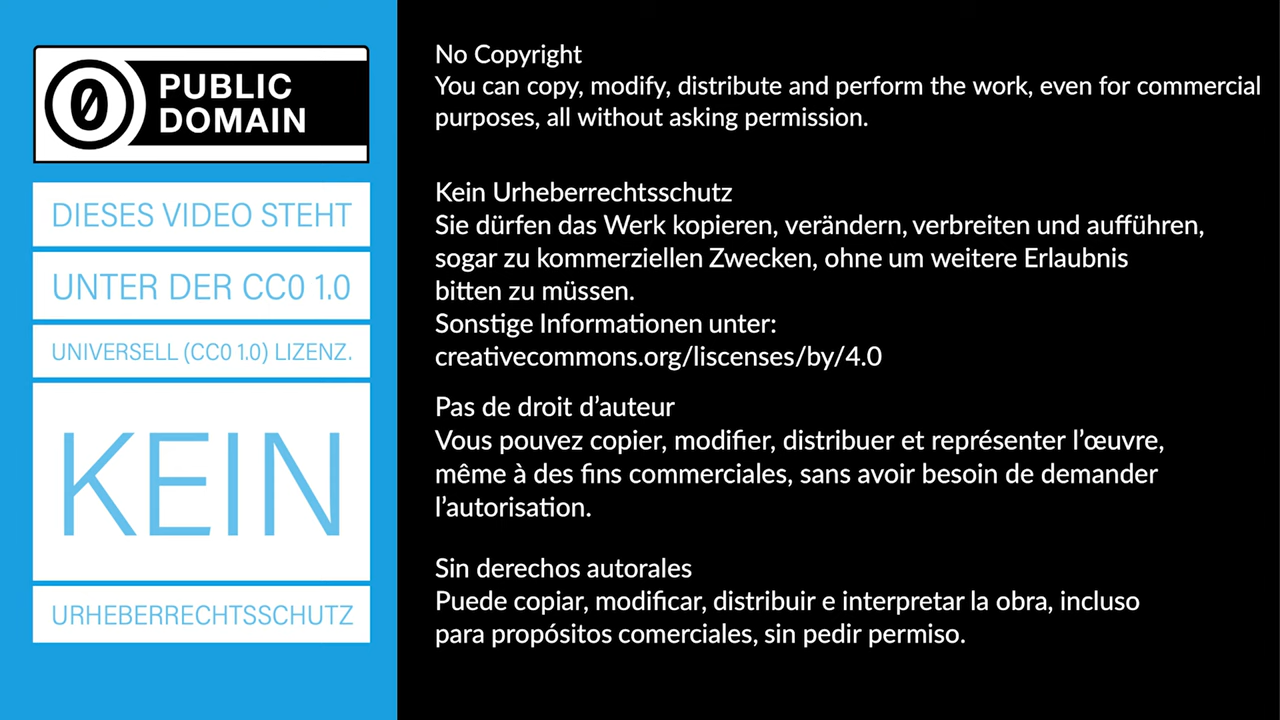 PUBLIC
DOMAIN
DIESES VIDEO STEHT
UNTER DER CC0 1.0
UNIVERSELL (CC0 1.0) LIZENZ.
KEIN
URHEBERRECHTSSCHUTZ
No Copyright
You can copy, modify, distribute and perform the work, even for commercial
purposes, all without asking permission.
Kein Urheberrechtsschutz
Sie dürfen das Werk kopieren, verändern, verbreiten und aufführen,
sogar zu kommerziellen Zwecken, ohne um weitere Erlaubnis
bitten zu müssen.
Sonstige Informationen unter:
creativecommons.org/liscenses/by/4.0
Pas de droit d’auteur
Vous pouvez copier, modifier, distribuer et représenter l’œuvre,
même à des fins commerciales, sans avoir besoin de demander
l’autorisation.
Sin derechos autorales
Puede copiar, modificar, distribuir e interpretar la obra, incluso
para propósitos comerciales, sin pedir permiso.